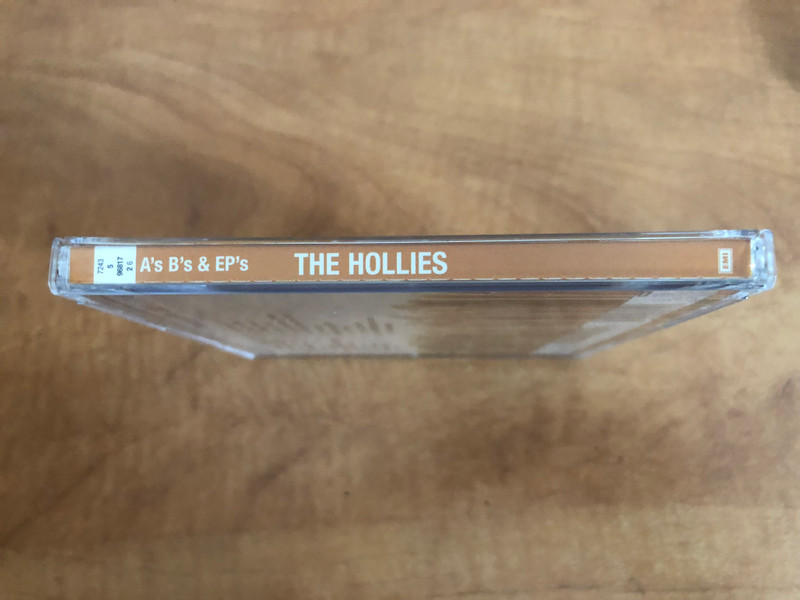 7243
5
96817
2 6
A's B's & EP's
THE HOLLIES
EMI